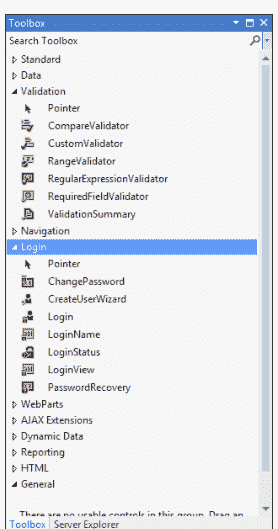 Toolbox
Search Toolbox
Standard
Data
Validation
Pointer
CompareValidator
CustomValidator
RangeValidator
RegularExpressionValidator
RequiredFieldValidator
ValidationSummary
Navigation
Login
Pointer
ChangePassword
CreateUserWizard
Login
LoginName
LoginStatus
LoginView
PasswordRecovery
WebParts
AJAX Extensions
Dynamic Data
Reporting
HTML
General
There are no usable controls in this group. Drag an
Toolbox Server Explorer